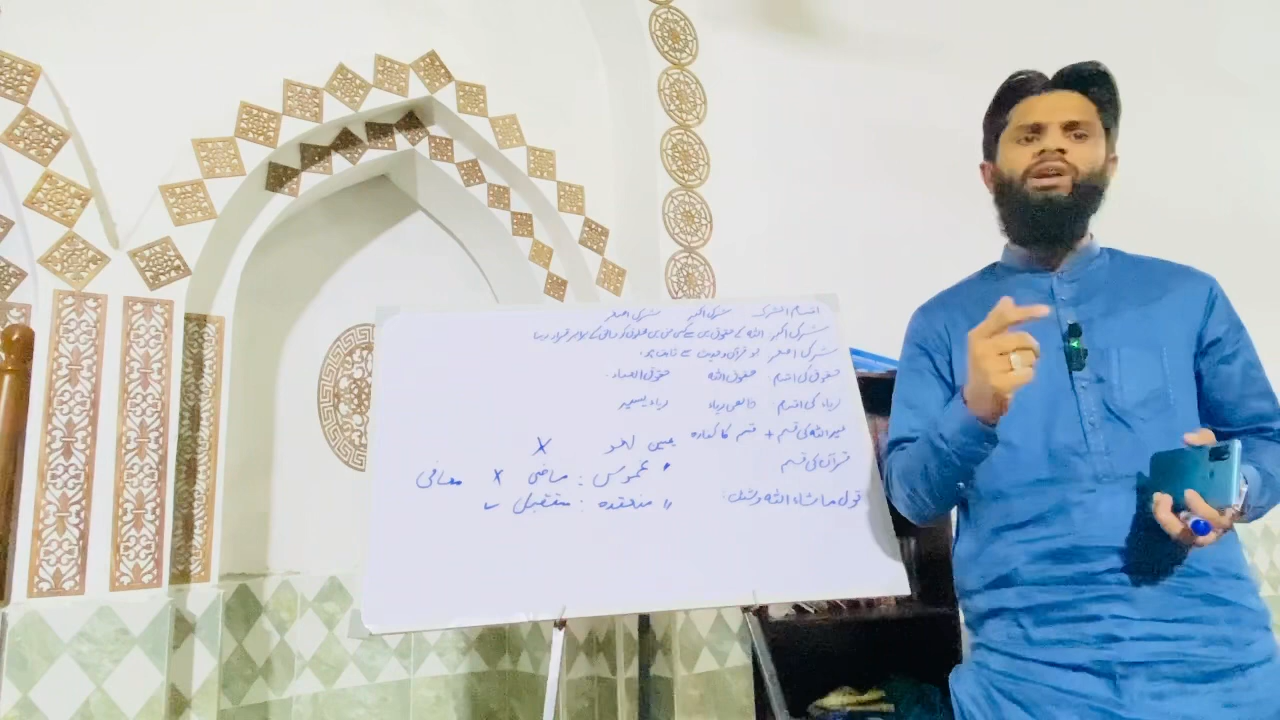 اقسام الشرک شرک اکبر شرک اصغر
شرک اکبر اللہ کے حقوق میں سے کسی میں بھی مخلوق کو خالق کے برابر قرار دینا
شرک اصغر جو قرآن وحدیث سے ثابت ہو۔
حقوق کی اقسام حقوق اللہ حقوق العباد۔
ریاء کی اقسام خالص ریاء ریاء یسیر
غیر اللہ کی قسم + قسم کا کفارہ یمین لغو X
قرآن کی قسم • غموس : ماضی X معافی
قول ماشاء اللہ وشئت : // منعقدہ : مستقبل ✓